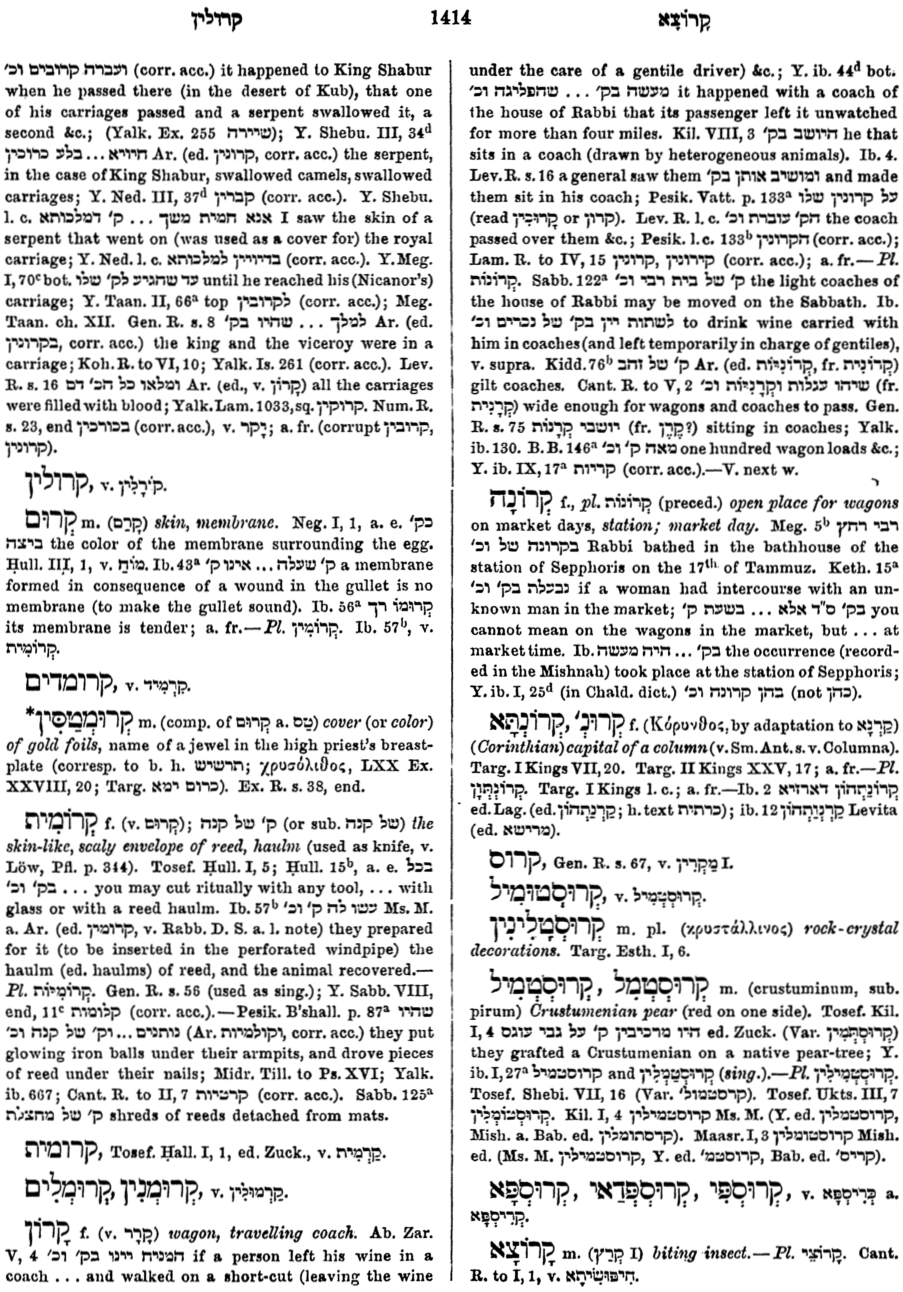 קרולין 1414 קָרוֹצָא
ועברת קרובים וכ׳ (corr. acc.) it happened to King Shabur
when he passed there (in the desert of Kub), that one
of his carriages passed and a serpent swallowed it, a
second &c.; (Yalk. Ex. 255 שיירה); Y. Shebu. III, 34ᵈ
חיויא ... בלע כרוכין Ar. (ed. קרונין, corr. acc.) the serpent,
in the case of King Shabur, swallowed camels, swallowed
carriages; Y. Ned. III, 37ᵈ קברין (corr. acc.). Y. Shebu.
l. c. אנא חמית משך ... ק׳ דמלכותא I saw the skin of a
serpent that went on (was used as a cover for) the royal
carriage; Y. Ned. l. c. בדיויין למלכותא (corr. acc.). Y. Meg.
I, 70ᶜ bot. עד שהגיע לק׳ שלו until he reached his (Nicanor's)
carriage; Y. Taan. II, 66ᵃ top לקרובין (corr. acc.); Meg.
Taan. ch. XII. Gen. R. s. 8 למלך ... שהיו בק׳ Ar. (ed.
בקרונין, corr. acc.) the king and the viceroy were in a
carriage; Koh. R. to VI, 10; Yalk. Is. 261 (corr. acc.). Lev.
R. s. 16 ומלאו כל הכ׳ דם Ar. (ed., v. קָרוֹן) all the carriages
were filled with blood; Yalk. Lam. 1033, sq. קרוקין. Num. R.
s. 23, end בכורכין (corr. acc.), v. יָקָר; a. fr. (corrupt קרובין,
קרונין).
קרולין, v. קִירָלִין.
קְרוּם m. (קָרַם) skin, membrane. Neg. I, 1, a. e. כק׳
ביצה the color of the membrane surrounding the egg.
Ḥull. III, 1, v. מוֹחַ. Ib. 43ᵃ ק׳ שעלה ... אינו ק׳ a membrane
formed in consequence of a wound in the gullet is no
membrane (to make the gullet sound). Ib. 56ᵃ קְרוּמוֹ רך
its membrane is tender; a. fr.—Pl. קְרוּמִין. Ib. 57ᵇ, v.
קְרוּמִית.
קרומדים, v. קַרְמִיד.
*קְרוּמְטַסִּין m. (comp. of קְרוּם a. טַס) cover (or color)
of gold foils, name of a jewel in the high priest's breast-
plate (corresp. to b. h. תרשיש; χρυσόλιθος, LXX Ex.
XXVIII, 20; Targ. כרום ימא). Ex. R. s. 38, end.
קְרוּמִית f. (v. קְרוּם); ק׳ של קנה (or sub. של קנה) the
skin-like, scaly envelope of reed, haulm (used as knife, v.
Löw, Pfl. p. 344). Tosef. Ḥull. I, 5; Ḥull. 15ᵇ, a. e. בכל
... בק׳ וכ׳ you may cut ritually with any tool, ... with
glass or with a reed haulm. Ib. 57ᵇ עשו לה ק׳ וכ׳ Ms. M.
a. Ar. (ed. קרומין, v. Rabb. D. S. a. l. note) they prepared
for it (to be inserted in the perforated windpipe) the
haulm (ed. haulms) of reed, and the animal recovered.—
Pl. קְרוּמִיּוֹת. Gen. R. s. 56 (used as sing.); Y. Sabb. VIII,
end, 11ᶜ קלומות (corr. acc.).—Pesik. B'shall. p. 87ᵃ שהיו
נותנים ... וק׳ של קנה וכ׳ (Ar. וקולמיות, corr. acc.) they put
glowing iron balls under their armpits, and drove pieces
of reed under their nails; Midr. Till. to Ps. XVI; Yalk.
ib. 667; Cant. R. to II, 7 קרטיות (corr. acc.). Sabb. 125ᵃ
ק׳ של מחצלת shreds of reeds detached from mats.
קרומית, Tosef. Ḥall. I, 1, ed. Zuck., v. קַרְמִית.
קְרוּמְנִין, קְרוּמְלִים, v. קַרְמוּלִין.
קָרוֹן f. (v. קָרַר) wagon, travelling coach. Ab. Zar.
V, 4 המניח יינו בק׳ וכ׳ if a person left his wine in a
coach ... and walked on a short-cut (leaving the wine
under the care of a gentile driver) &c.; Y. ib. 44ᵈ bot.
מעשה בק׳ ... שהפליגה וכ׳ it happened with a coach of
the house of Rabbi that its passenger left it unwatched
for more than four miles. Kil. VIII, 3 היושב בק׳ he that
sits in a coach (drawn by heterogeneous animals). Ib. 4.
Lev. R. s. 16 a general saw them ומושיב אותן בק׳ and made
them sit in his coach; Pesik. Vatt. p. 133ᵃ על קרונין שלו
(read קְרוּכִין or קרון). Lev. R. l. c. הק׳ עוברת וכ׳ the coach
passed over them &c.; Pesik. l. c. 133ᵇ הקרונין (corr. acc.);
Lam. R. to IV, 15 קירונין, קרונין (corr. acc.); a. fr.—Pl.
קְרוֹנוֹת. Sabb. 122ᵃ ק׳ של בית רבי וכ׳ the light coaches of
the house of Rabbi may be moved on the Sabbath. Ib.
לשתות יין בק׳ של נכרים וכ׳ to drink wine carried with
him in coaches (and left temporarily in charge of gentiles),
v. supra. Kidd. 76ᵇ ק׳ של זהב Ar. (ed. קְרוֹנִיּוֹת, fr. קְרוֹנִית)
gilt coaches. Cant. R. to V, 2 שיהו עגלות וקְרָנִיּוֹת וכ׳ (fr.
קְרָנִית) wide enough for wagons and coaches to pass. Gen.
R. s. 75 יושבי קְרָנוֹת (fr. קֶרֶן?) sitting in coaches; Yalk.
ib. 130. B. B. 146ᵃ מאה ק׳ וכ׳ one hundred wagon loads &c.;
Y. ib. IX, 17ᵃ קריות (corr. acc.).—V. next w.
קְרוֹנָה f., pl. קְרוֹנוֹת (preced.) open place for wagons
on market days, station; market day. Meg. 5ᵇ רבי רחץ
בקרונה של וכ׳ Rabbi bathed in the bathhouse of the
station of Sepphoris on the 17ᵗʰ of Tammuz. Keth. 15ᵃ
נבעלה בק׳ וכ׳ if a woman had intercourse with an un-
known man in the market; בק׳ ס״ד אלא ... בשעת ק׳ you
cannot mean on the wagons in the market, but ... at
market time. Ib. בק׳ ... היה מעשה the occurrence (record-
ed in the Mishnah) took place at the station of Sepphoris;
Y. ib. I, 25ᵈ (in Chald. dict.) בהן קרונה וכ׳ (not כהן).
קְרוֹנְתָּא, קְרוּנְ׳ f. (Κόρυνθος, by adaptation to קַרְנָא)
(Corinthian) capital of a column (v. Sm. Ant. s. v. Columna).
Targ. I Kings VII, 20. Targ. II Kings XXV, 17; a. fr.—Pl.
קְרוֹנְתְּוָן. Targ. I Kings l. c.; a. fr.—Ib. 2 קְרוֹנְתְהוֹן דארזיא
ed. Lag. (ed. קַרְנָתְהוֹן; h. text כרתית); ib. 12 קַרְנְוָתְהוֹן Levita
(ed. מרישא).
קרוס, Gen. R. s. 67, v. מַקְרִין I.
קְרוּסְטוּמִיל, v. קְרוּסְטְמִיל.
קְרוּסְטָלִינִין m. pl. (κρυστάλλινος) rock-crystal
decorations. Targ. Esth. I, 6.
קְרוּסְטְמָל, קְרוּסְטְמִיל m. (crustuminum, sub.
pirum) Crustumenian pear (red on one side). Tosef. Kil.
I, 4 היו מרכיבין ק׳ על גבי עוגס ed. Zuck. (Var. קְרוּסְתְּמִין)
they grafted a Crustumenian on a native pear-tree; Y.
ib. I, 27ᵃ קרוסטמיל and קְרוּסְטְמֵלִין (sing.).—Pl. קְרוּסְטְמִילִין.
Tosef. Shebi. VII, 16 (Var. קרסטמול׳). Tosef. Ukts. III, 7
קְרוּסְטוֹמֵלִין. Kil. I, 4 קרוסטמילין Ms. M. (Y. ed. קרוסטמלין,
Mish. a. Bab. ed. קרסתומלין). Maasr. I, 3 קרוסטומלין Mish.
ed. (Ms. M. קרוסטמילין, Y. ed. קרוסטמ׳, Bab. ed. קריס׳).
קְרוּסְפָּא, קְרוּסְפְּדַאי, קְרוּסְפִּי, v. כְּרִיסְפָּא a.
קְרִיסְפָּא.
קָרוֹצָא m. (קְרַץ I) biting insect.—Pl. קָרוֹצֵי. Cant.
R. to I, 1, v. חִיפּוּשִׁיתָא.